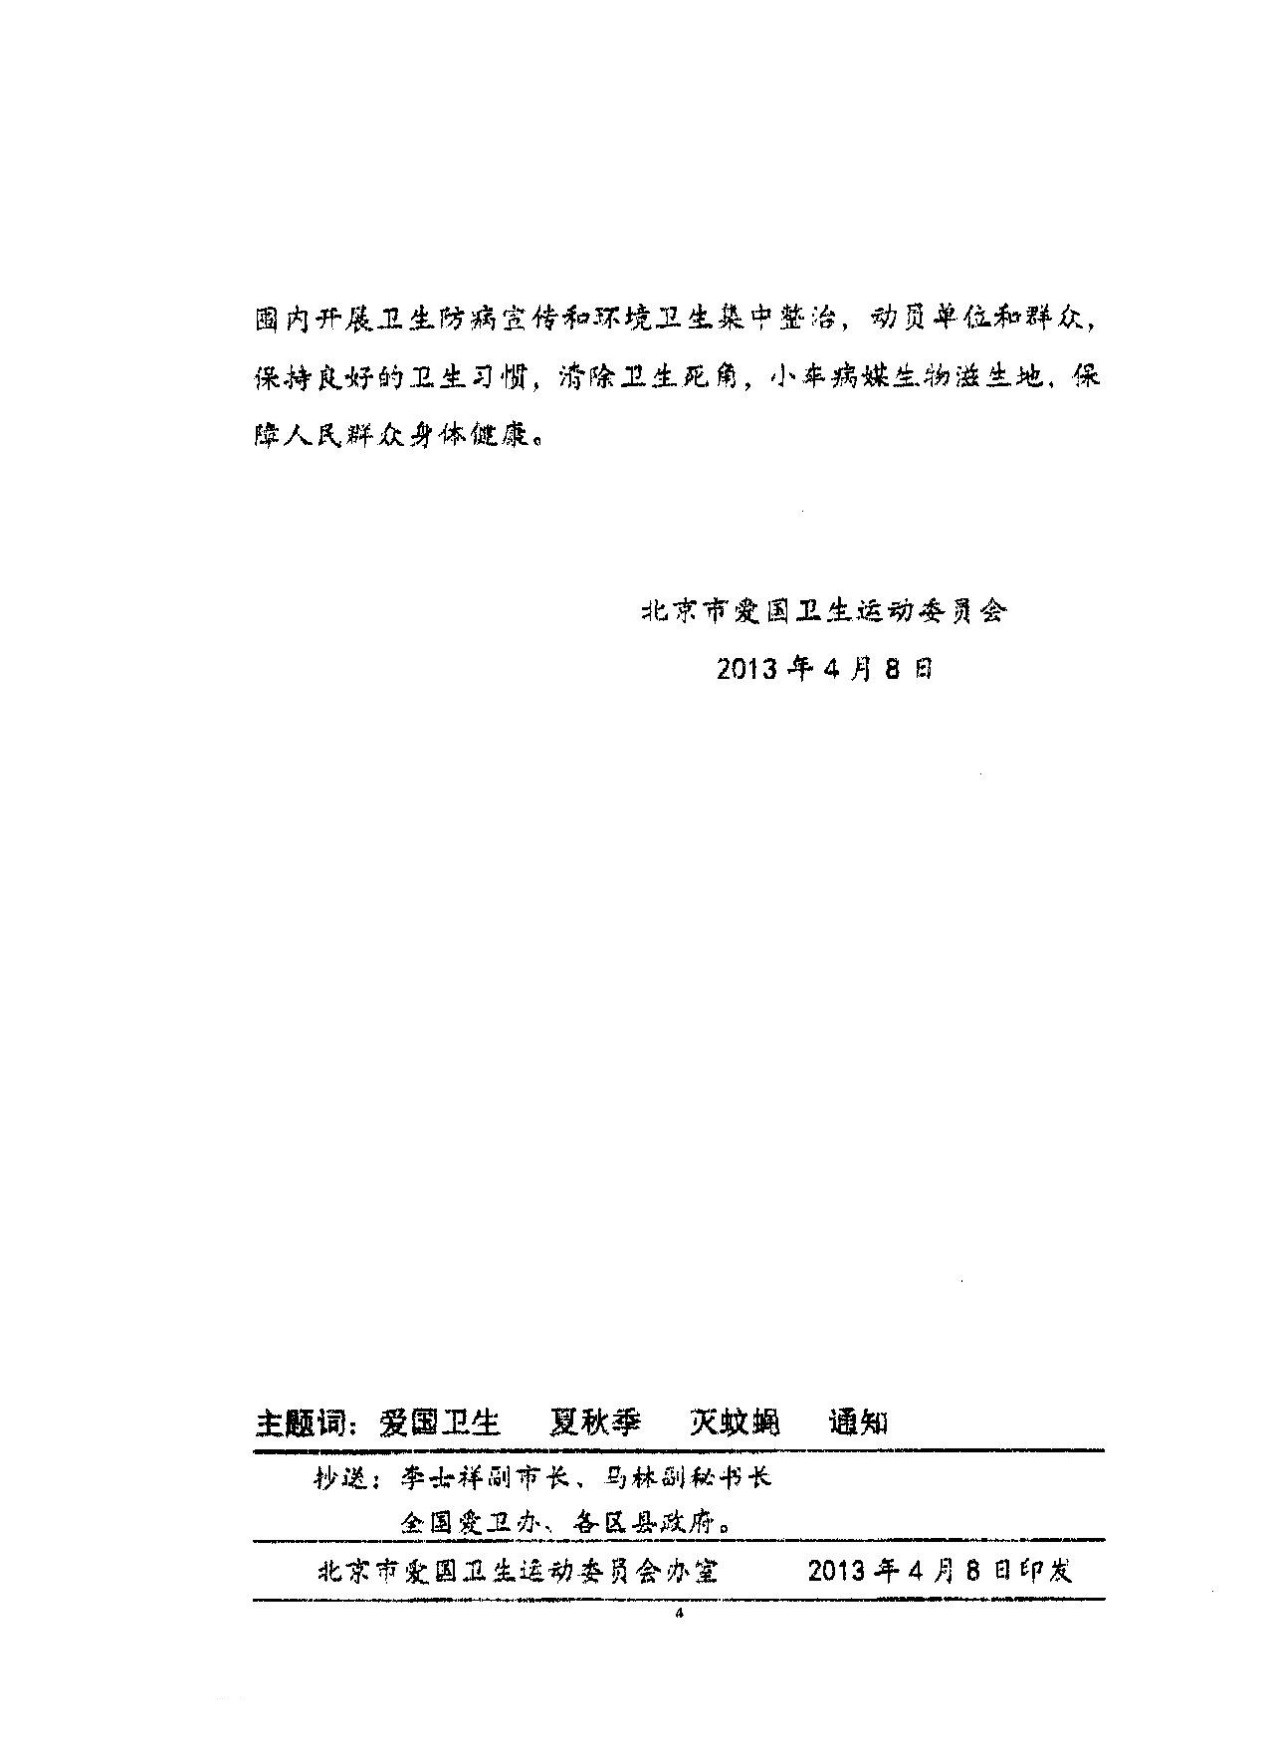 围内开展卫生防病宣传和环境卫生集中整治，动员单位和群众，
保持良好的卫生习惯，清除卫生死角，小率病媒生物滋生地，保
障人民群众身体健康。
北京市爱国卫生运动委员会
2013年4月8日
主题词：爱国卫生 夏秋季 灭蚊蝇 通知
抄送：李士祥副市长、马林副秘书长
全国爱卫办、各区县政府。
北京市爱国卫生运动委员会办室 2013年4月8日印发
4